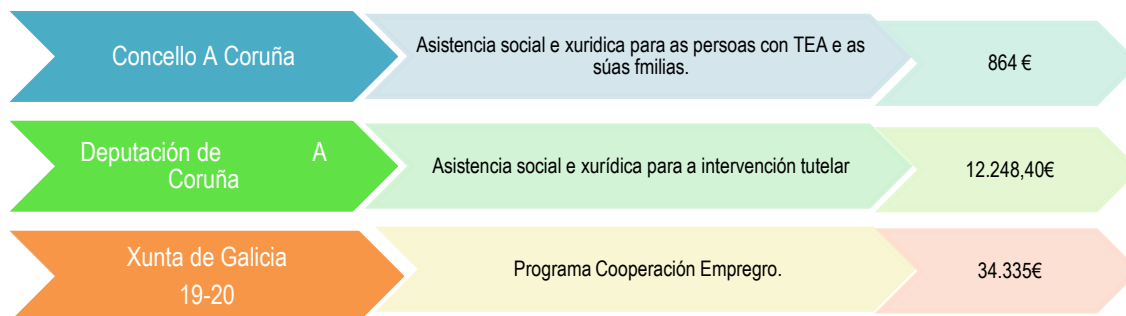 Concello A Coruña
Asistencia social e xuridica para as persoas con TEA e as
súas fmilias.
864 €
Deputación de A
Coruña
Asistencia social e xurídica para a intervención tutelar
12.248,40€
Xunta de Galicia
19-20
Programa Cooperación Empregro.
34.335€